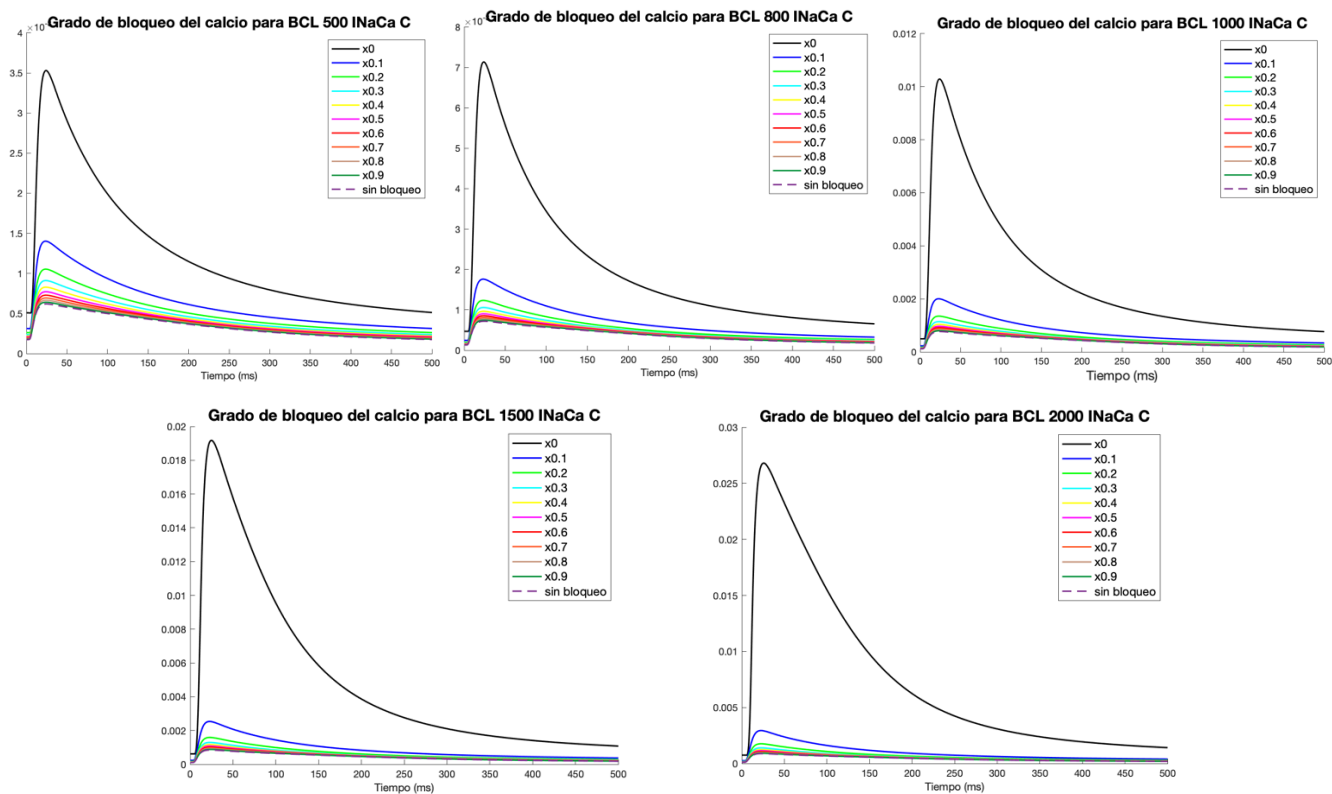 Grado de bloqueo del calcio para BCL 500 INaCa C
4
3.5
3
2.5
2
1.5
1
0.5
0
0 50 100 150 200 250 300 350 400 450 500
Tiempo (ms)
x0
x0.1
x0.2
x0.3
x0.4
x0.5
x0.6
x0.7
x0.8
x0.9
sin bloqueo
Grado de bloqueo del calcio para BCL 800 INaCa C
8
7
6
5
4
3
2
1
0
0 50 100 150 200 250 300 350 400 450 500
Tiempo (ms)
x0
x0.1
x0.2
x0.3
x0.4
x0.5
x0.6
x0.7
x0.8
x0.9
sin bloqueo
Grado de bloqueo del calcio para BCL 1000 INaCa C
0.012
0.01
0.008
0.006
0.004
0.002
0
0 50 100 150 200 250 300 350 400 450 500
Tiempo (ms)
x0
x0.1
x0.2
x0.3
x0.4
x0.5
x0.6
x0.7
x0.8
x0.9
sin bloqueo
Grado de bloqueo del calcio para BCL 1500 INaCa C
0.02
0.018
0.016
0.014
0.012
0.01
0.008
0.006
0.004
0.002
0
0 50 100 150 200 250 300 350 400 450 500
Tiempo (ms)
x0
x0.1
x0.2
x0.3
x0.4
x0.5
x0.6
x0.7
x0.8
x0.9
sin bloqueo
Grado de bloqueo del calcio para BCL 2000 INaCa C
0.03
0.025
0.02
0.015
0.01
0.005
0
0 50 100 150 200 250 300 350 400 450 500
Tiempo (ms)
x0
x0.1
x0.2
x0.3
x0.4
x0.5
x0.6
x0.7
x0.8
x0.9
sin bloqueo